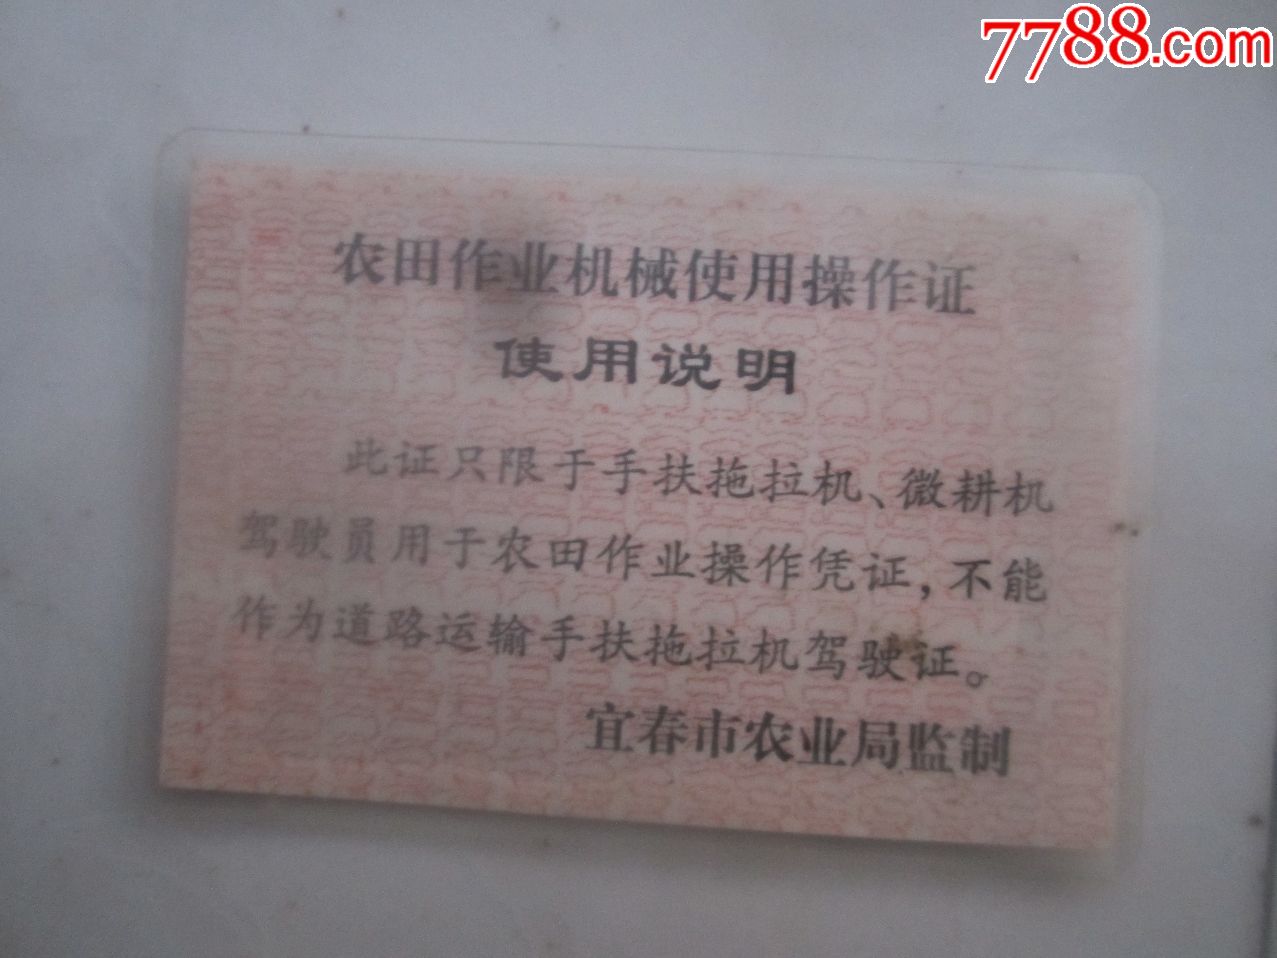 7788.com
农田作业机械使用操作证
使用说明
此证只限于手扶拖拉机、微耕机
驾驶员用于农田作业操作凭证，不能
作为道路运输手扶拖拉机驾驶证。
宜春市农业局监制